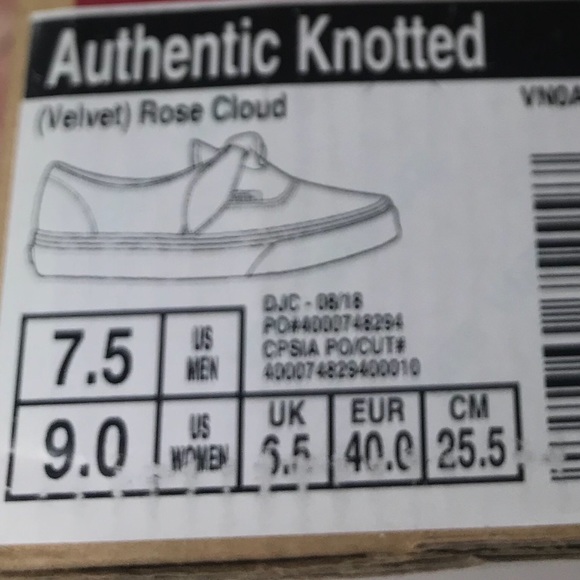 Authentic Knotted
(Velvet) Rose Cloud
VN0A
DJC - 08/18
PO#4000748294
CPSIA PO/CUT#
400074829400010
7.5 US MEN
9.0 US WOMEN
UK 6.5
EUR 40.0
CM 25.5